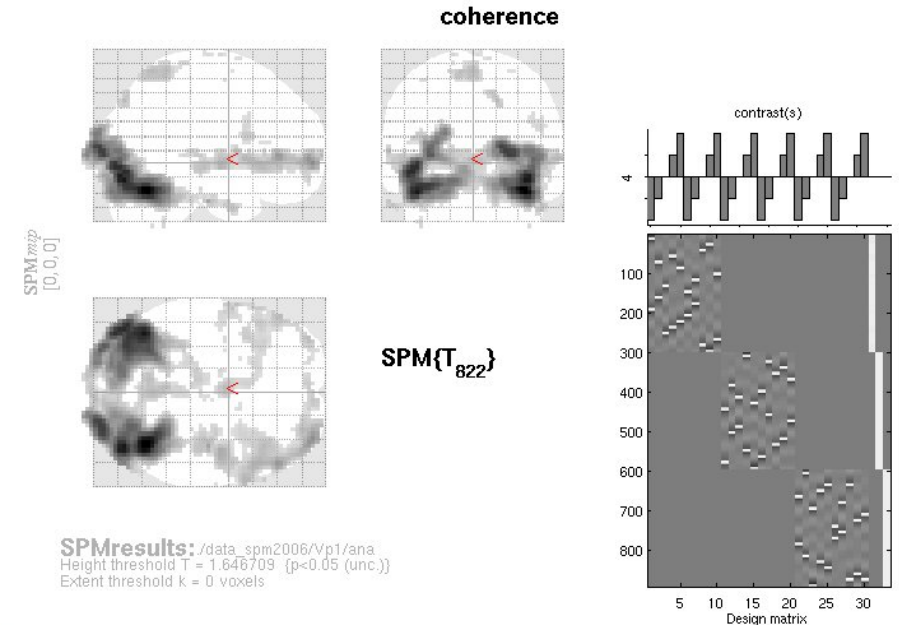 coherence
SPMmip
[0, 0, 0]
<
<
<
SPM{T822}
contrast(s)
4
100
200
300
400
500
600
700
800
5 10 15 20 25 30
Design matrix
SPMresults: ./data_spm2006/Vp1/ana
Height threshold T = 1.646709 {p<0.05 (unc.)}
Extent threshold k = 0 voxels